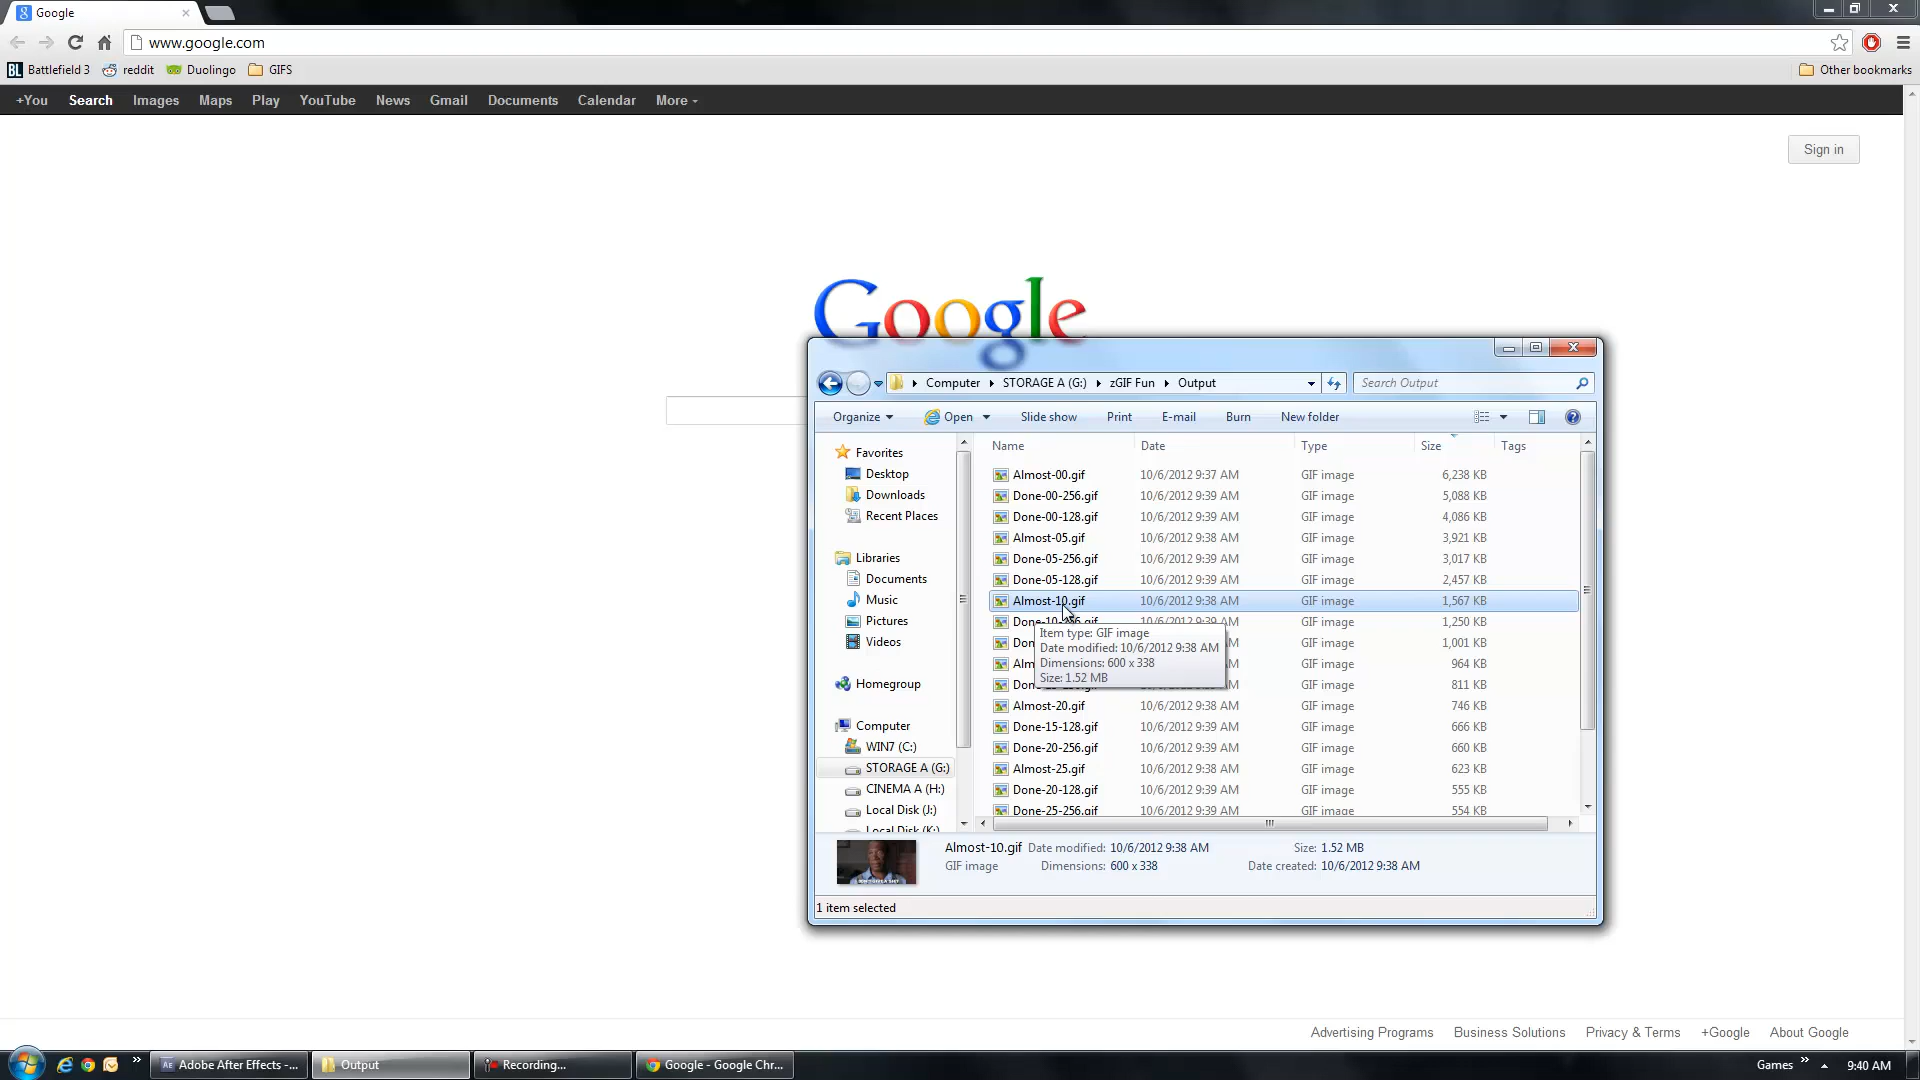 Google
www.google.com
Battlefield 3 reddit Duolingo GIFS Other bookmarks
+You Search Images Maps Play YouTube News Gmail Documents Calendar More
Sign in
Google
Computer STORAGE A (G:) zGIF Fun Output Search Output
Organize Open Slide show Print E-mail Burn New folder
Name Date Type Size Tags
Favorites
Desktop
Downloads
Recent Places
Libraries
Documents
Music
Pictures
Videos
Homegroup
Computer
WIN7 (C:)
STORAGE A (G:)
CINEMA A (H:)
Local Disk (J:)
Local Disk (K:)
Almost-00.gif 10/6/2012 9:37 AM GIF image 6,238 KB
Done-00-256.gif 10/6/2012 9:39 AM GIF image 5,088 KB
Done-00-128.gif 10/6/2012 9:39 AM GIF image 4,086 KB
Almost-05.gif 10/6/2012 9:38 AM GIF image 3,921 KB
Done-05-256.gif 10/6/2012 9:39 AM GIF image 3,017 KB
Done-05-128.gif 10/6/2012 9:39 AM GIF image 2,457 KB
Almost-10.gif 10/6/2012 9:38 AM GIF image 1,567 KB
Done-10-256.gif 10/6/2012 9:39 AM GIF image 1,250 KB
Don GIF image 1,001 KB
Alm GIF image 964 KB
Don GIF image 811 KB
Item type: GIF image
Date modified: 10/6/2012 9:38 AM
Dimensions: 600 x 338
Size: 1.52 MB
Almost-20.gif 10/6/2012 9:38 AM GIF image 746 KB
Done-15-128.gif 10/6/2012 9:39 AM GIF image 666 KB
Done-20-256.gif 10/6/2012 9:39 AM GIF image 660 KB
Almost-25.gif 10/6/2012 9:38 AM GIF image 623 KB
Done-20-128.gif 10/6/2012 9:39 AM GIF image 555 KB
Done-25-256.gif 10/6/2012 9:39 AM GIF image 554 KB
Almost-10.gif Date modified: 10/6/2012 9:38 AM Size: 1.52 MB
GIF image Dimensions: 600 x 338 Date created: 10/6/2012 9:38 AM
1 item selected
Advertising Programs Business Solutions Privacy & Terms +Google About Google
Adobe After Effects -... Output Recording... Google - Google Chr... Games 9:40 AM